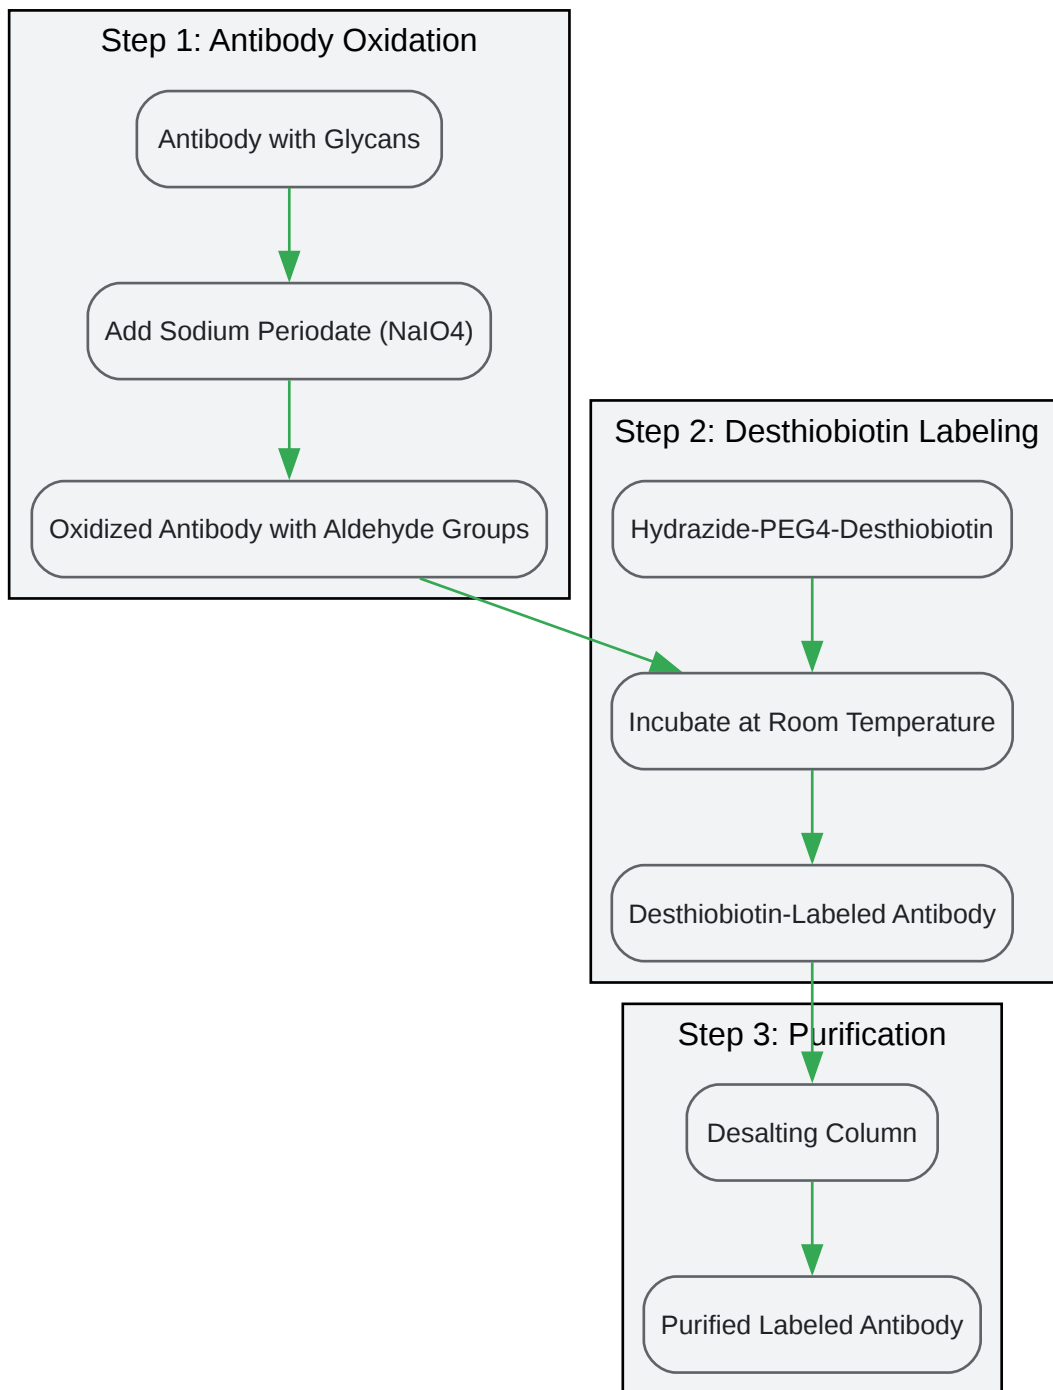 Step 1: Antibody Oxidation
Antibody with Glycans
Add Sodium Periodate (NaIO4)
Oxidized Antibody with Aldehyde Groups
Step 2: Desthiobiotin Labeling
Hydrazide-PEG4-Desthiobiotin
Incubate at Room Temperature
Desthiobiotin-Labeled Antibody
Step 3: Purification
Desalting Column
Purified Labeled Antibody